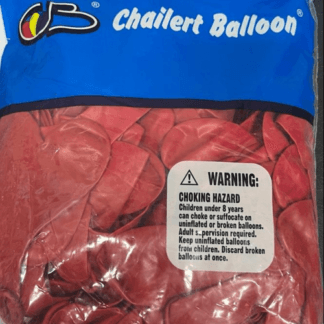 CB® Chailert Balloon®
⚠ WARNING:
CHOKING HAZARD
Children under 8 years
can choke or suffocate on
uninflated or broken balloons.
Adult supervision required.
Keep uninflated balloons
from children. Discard broken
balloons at once.